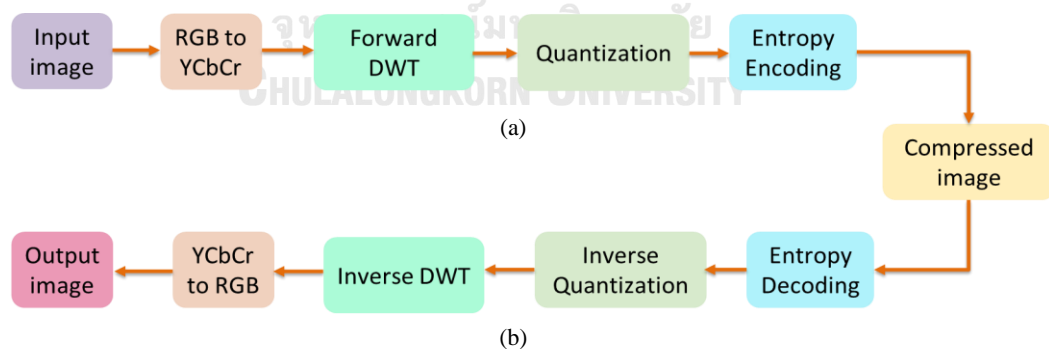 Input
image
RGB to
YCbCr
Forward
DWT
Quantization
Entropy
Encoding
CHULALONGKORN UNIVERSITY
(a)
Compressed
image
Output
image
YCbCr
to RGB
Inverse DWT
Inverse
Quantization
Entropy
Decoding
(b)